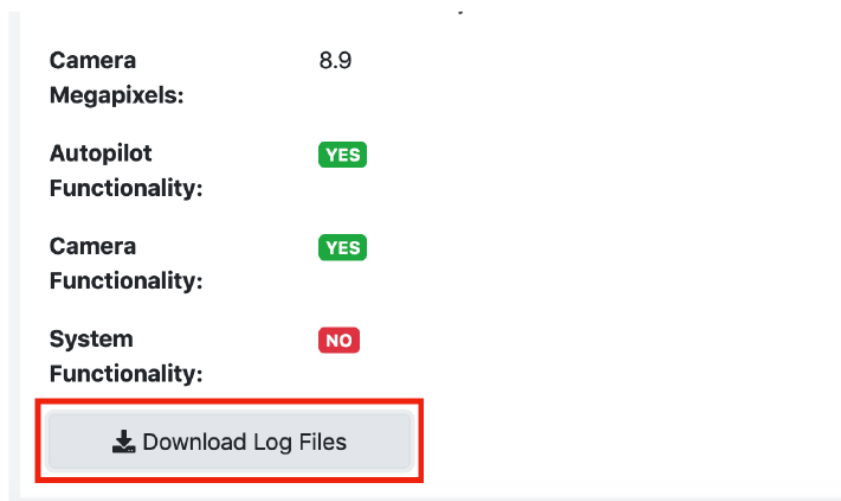 Camera Megapixels: 8.9
Autopilot Functionality: YES
Camera Functionality: YES
System Functionality: NO
Download Log Files